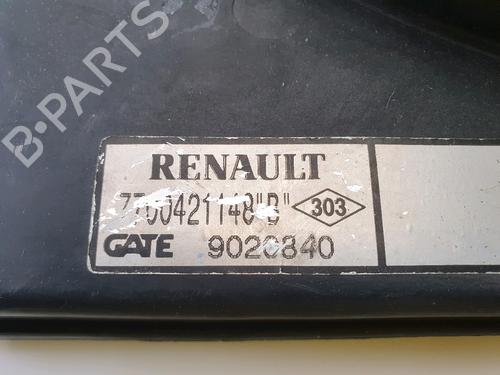 B-PARTS
RENAULT
7700421148"B" 303
GATE 9020840